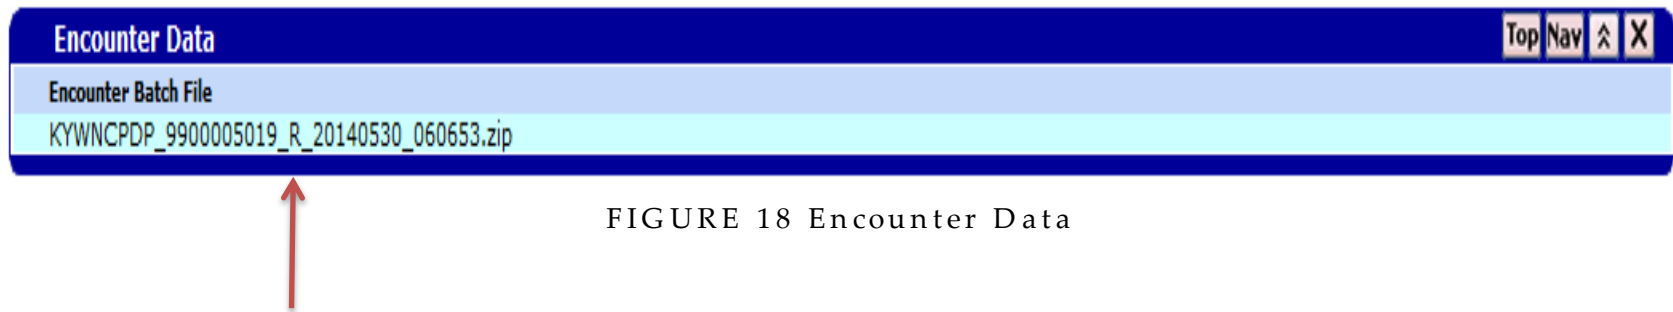 Encounter Data Top Nav X
Encounter Batch File
KYWNCPDP_9900005019_R_20140530_060653.zip
FIGURE 18 Encounter Data